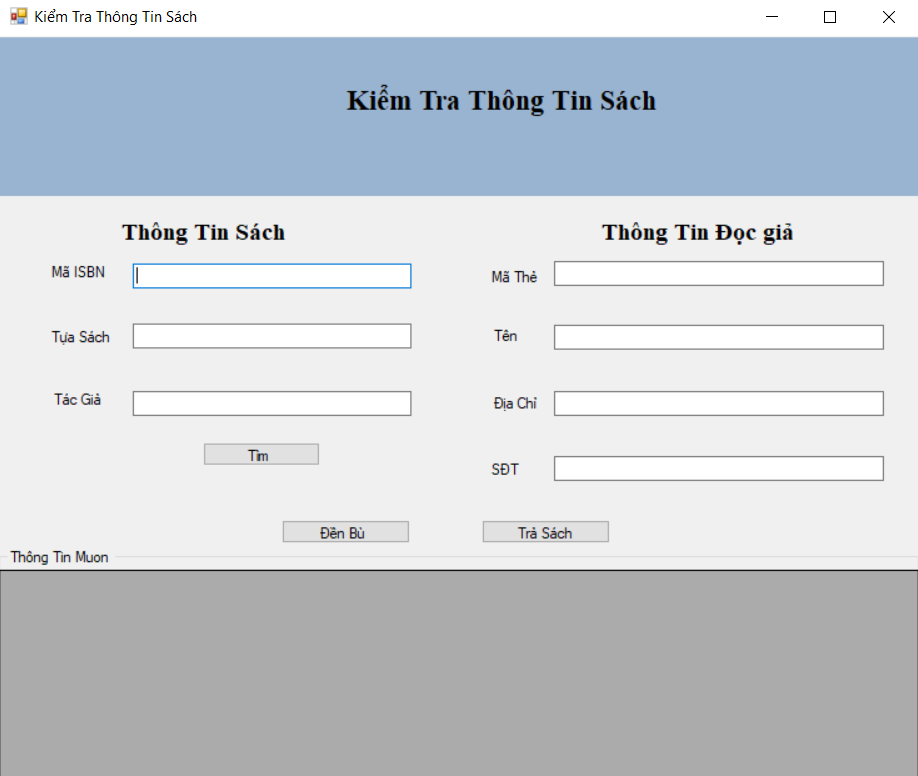 Kiểm Tra Thông Tin Sách
Kiểm Tra Thông Tin Sách
Thông Tin Sách
Mã ISBN
Tựa Sách
Tác Giả
Tìm
Thông Tin Đọc giả
Mã Thẻ
Tên
Địa Chỉ
SĐT
Đền Bù
Trả Sách
Thông Tin Muon